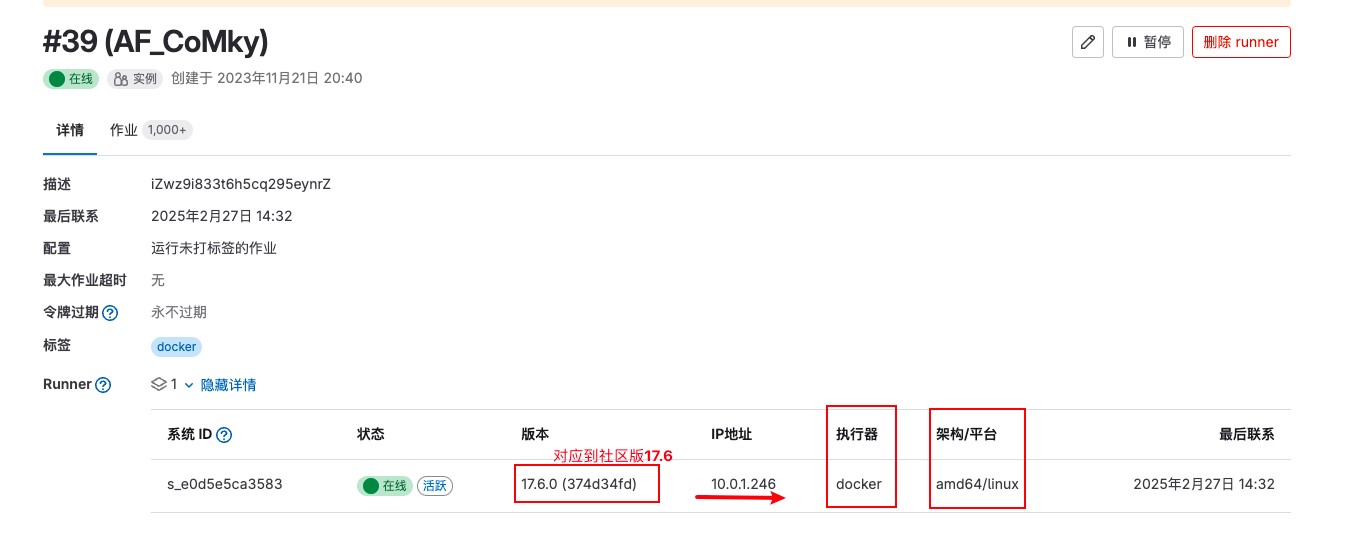 #39 (AF_CoMky)
暂停
删除 runner
在线 实例 创建于 2023年11月21日 20:40
详情 作业 1,000+
描述 iZwz9i833t6h5cq295eynrZ
最后联系 2025年2月27日 14:32
配置 运行未打标签的作业
最大作业超时 无
令牌过期 永不过期
标签 docker
Runner 1 隐藏详情
系统 ID 状态 版本 IP地址 执行器 架构/平台 最后联系
对应到社区版17.6
s_e0d5e5ca3583 在线 活跃 17.6.0 (374d34fd) 10.0.1.246 docker amd64/linux 2025年2月27日 14:32